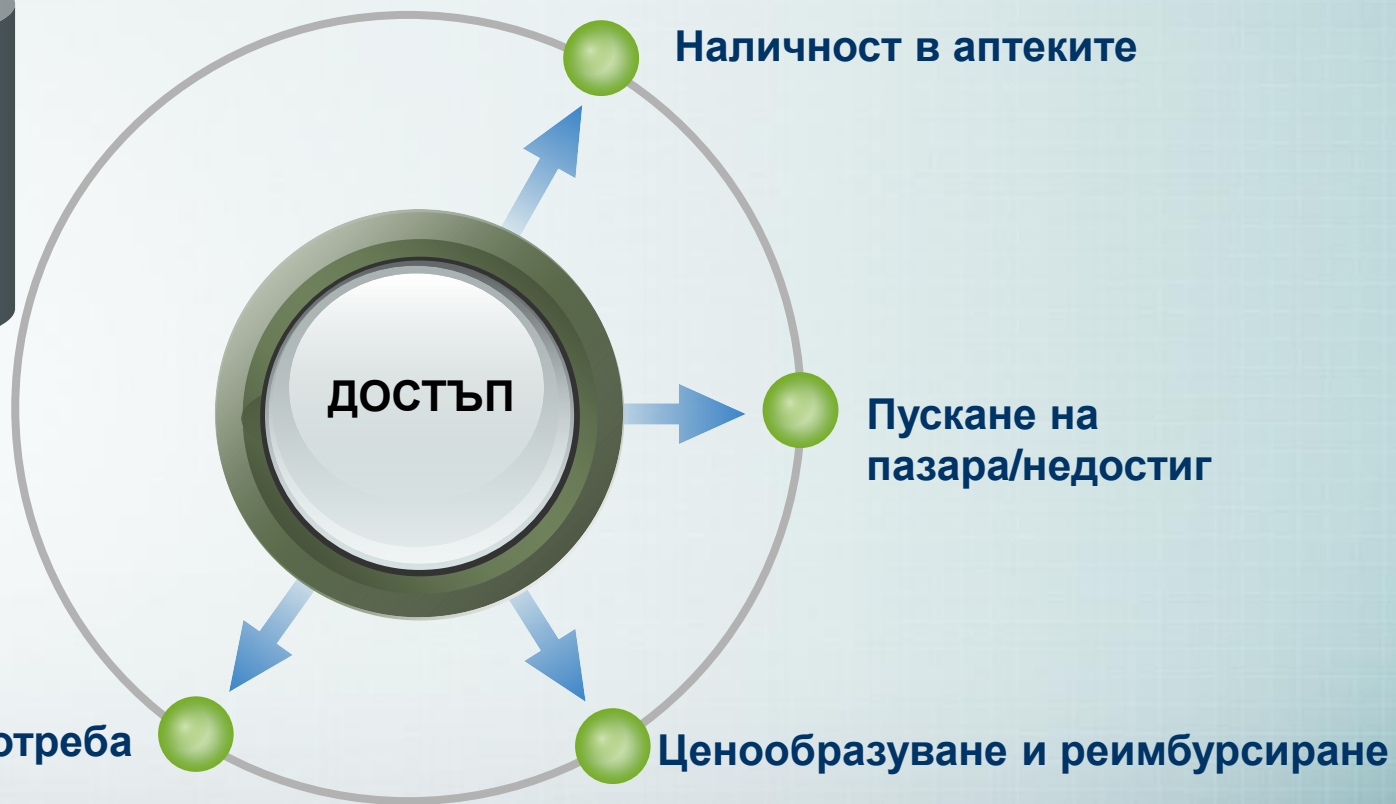 Наличност в аптеките
ДОСТЪП
Пускане на
пазара/недостиг
Ценообразуване и реимбурсиране